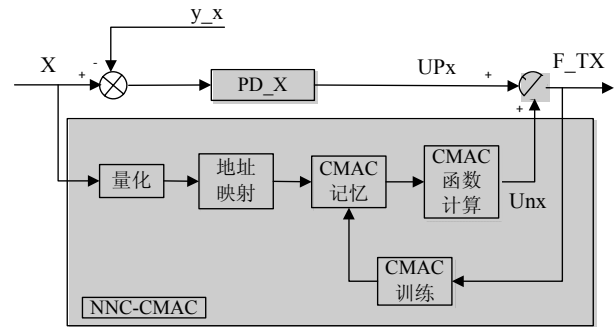 y_x
X
+
-
PD_X
UPx
+
F_TX
+
量化
地址
映射
CMAC
记忆
CMAC
函数
计算
Unx
CMAC
训练
NNC-CMAC